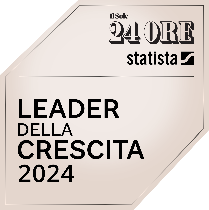 Il Sole
24 ORE
statista
LEADER
DELLA
CRESCITA
2024